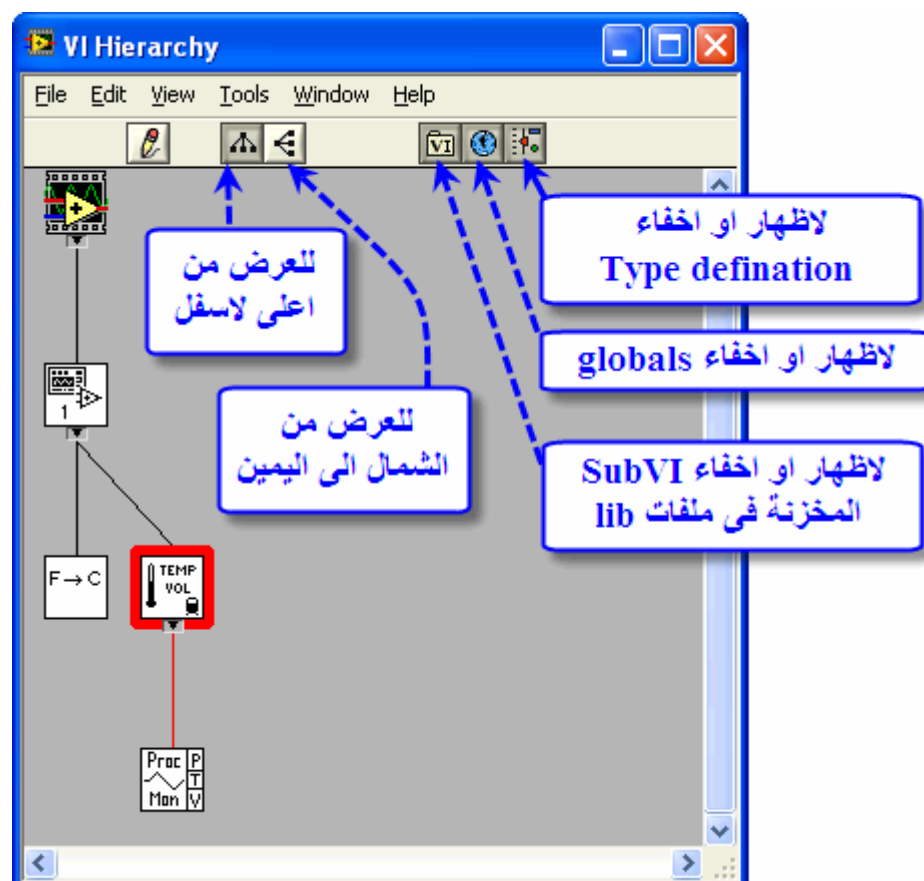 VI Hierarchy
File Edit View Tools Window Help
VI
لاظهار او اخفاء
Type defination
للعرض من
اعلى لاسفل
لاظهار او اخفاء globals
للعرض من
الشمال الى اليمين
لاظهار او اخفاء SubVI
المخزنة فى ملفات lib
1
F→C
TEMP
VOL
Proc P
T
Mon V